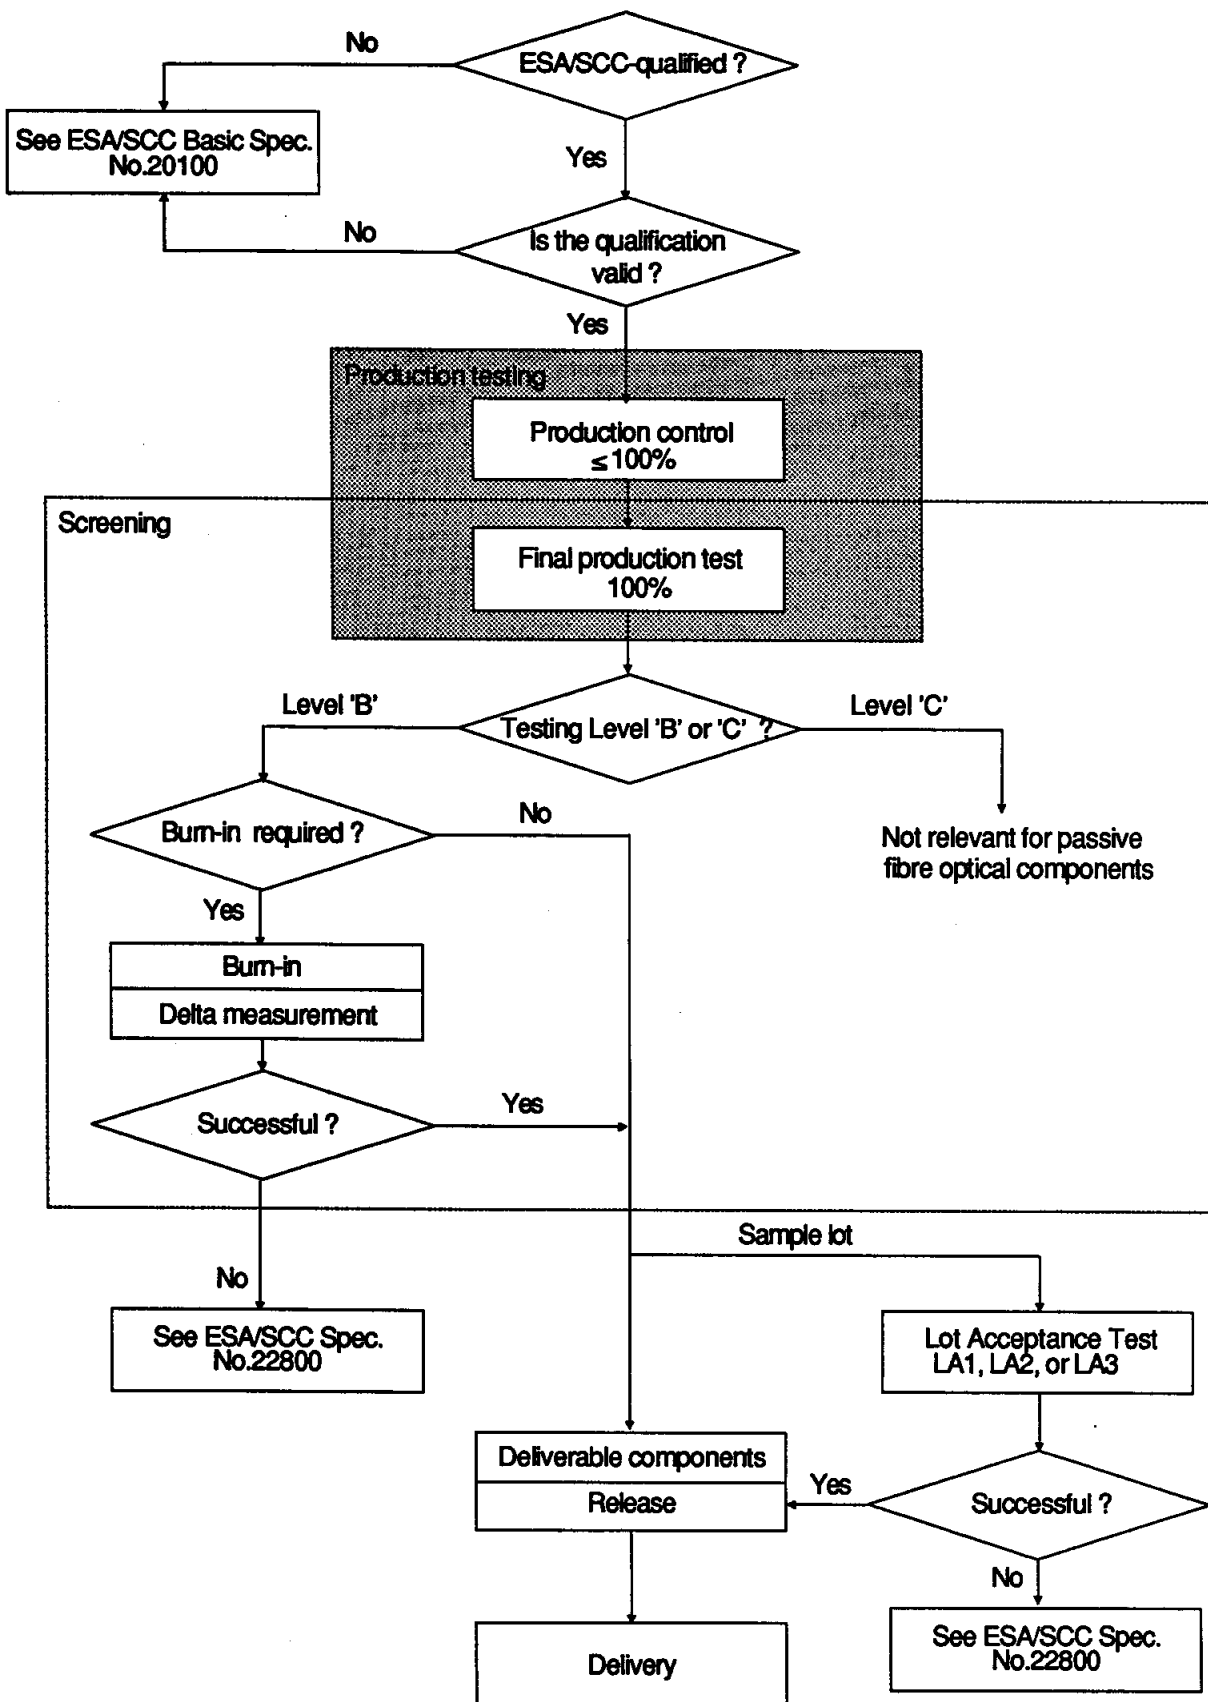 No
ESA/SCC-qualified ?
See ESA/SCC Basic Spec.
No.20100
Yes
No
Is the qualification
valid ?
Yes
Production testing
Production control
≤ 100%
Screening
Final production test
100%
Level 'B'
Testing Level 'B' or 'C' ?
Level 'C'
Burn-in required ?
No
Not relevant for passive
fibre optical components
Yes
Burn-in
Delta measurement
Successful ?
Yes
Sample lot
No
See ESA/SCC Spec.
No.22800
Lot Acceptance Test
LA1, LA2, or LA3
Deliverable components
Release
Yes
Successful ?
No
Delivery
See ESA/SCC Spec.
No.22800